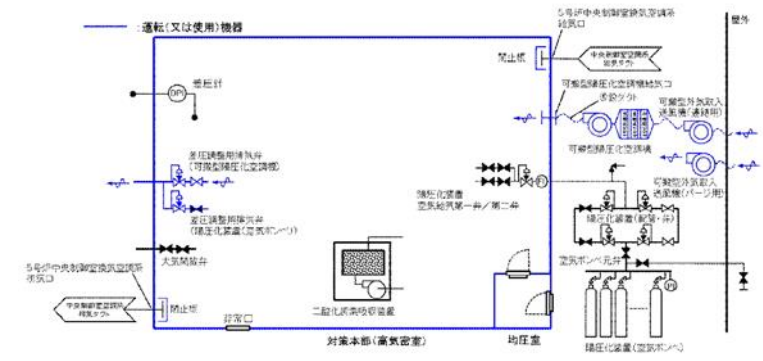 :運転(又は使用)機器
5号炉中央制御室換気空調系
給気口
屋外
閉止板
中央制御室空調系
給気ダクト
差圧計
DPI
可搬型陽圧化空調機給気口
仮設ダクト
可搬型外気取入
送風機(連結用)
可搬型陽圧化空調機
差圧調整用排気弁
(可搬型陽圧化空調機)
陽圧化装置
空気給気第一弁/第二弁
可搬型外気取入
送風機(パージ用)
差圧調整用排気弁
(陽圧化装置(空気ボンベ))
陽圧化装置(配管・弁)
大気開放弁
空気ボンベ元弁
5号炉中央制御室換気空調系
排気口
中央制御室空調系
排気ダクト
閉止板
非常口
二酸化炭素吸収装置
PI
対策本部(高気密室)
均圧室
陽圧化装置(空気ボンベ)